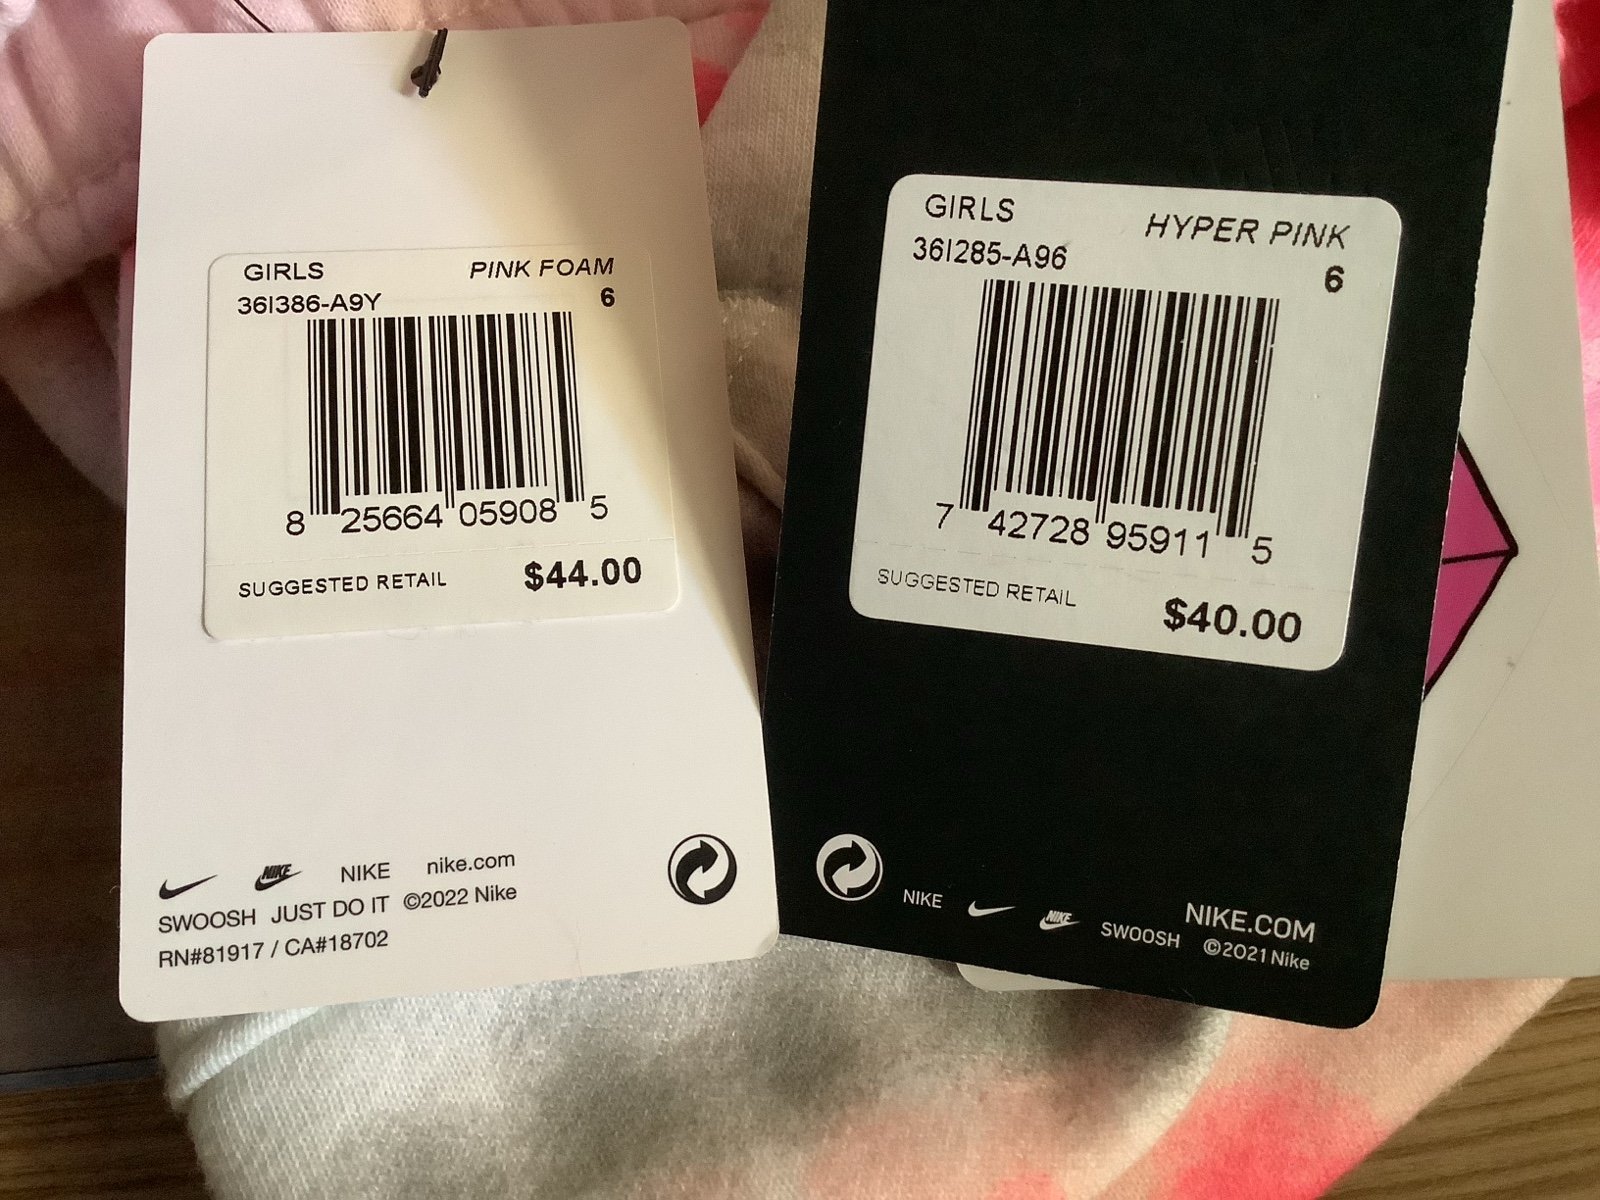 GIRLS PINK FOAM
36I386-A9Y 6
8 25664 05908 5
SUGGESTED RETAIL $44.00
NIKE NIKE nike.com
SWOOSH JUST DO IT ©2022 Nike
RN#81917 / CA#18702
GIRLS HYPER PINK
36I285-A96 6
7 42728 95911 5
SUGGESTED RETAIL $40.00
NIKE NIKE SWOOSH NIKE.COM
©2021 Nike